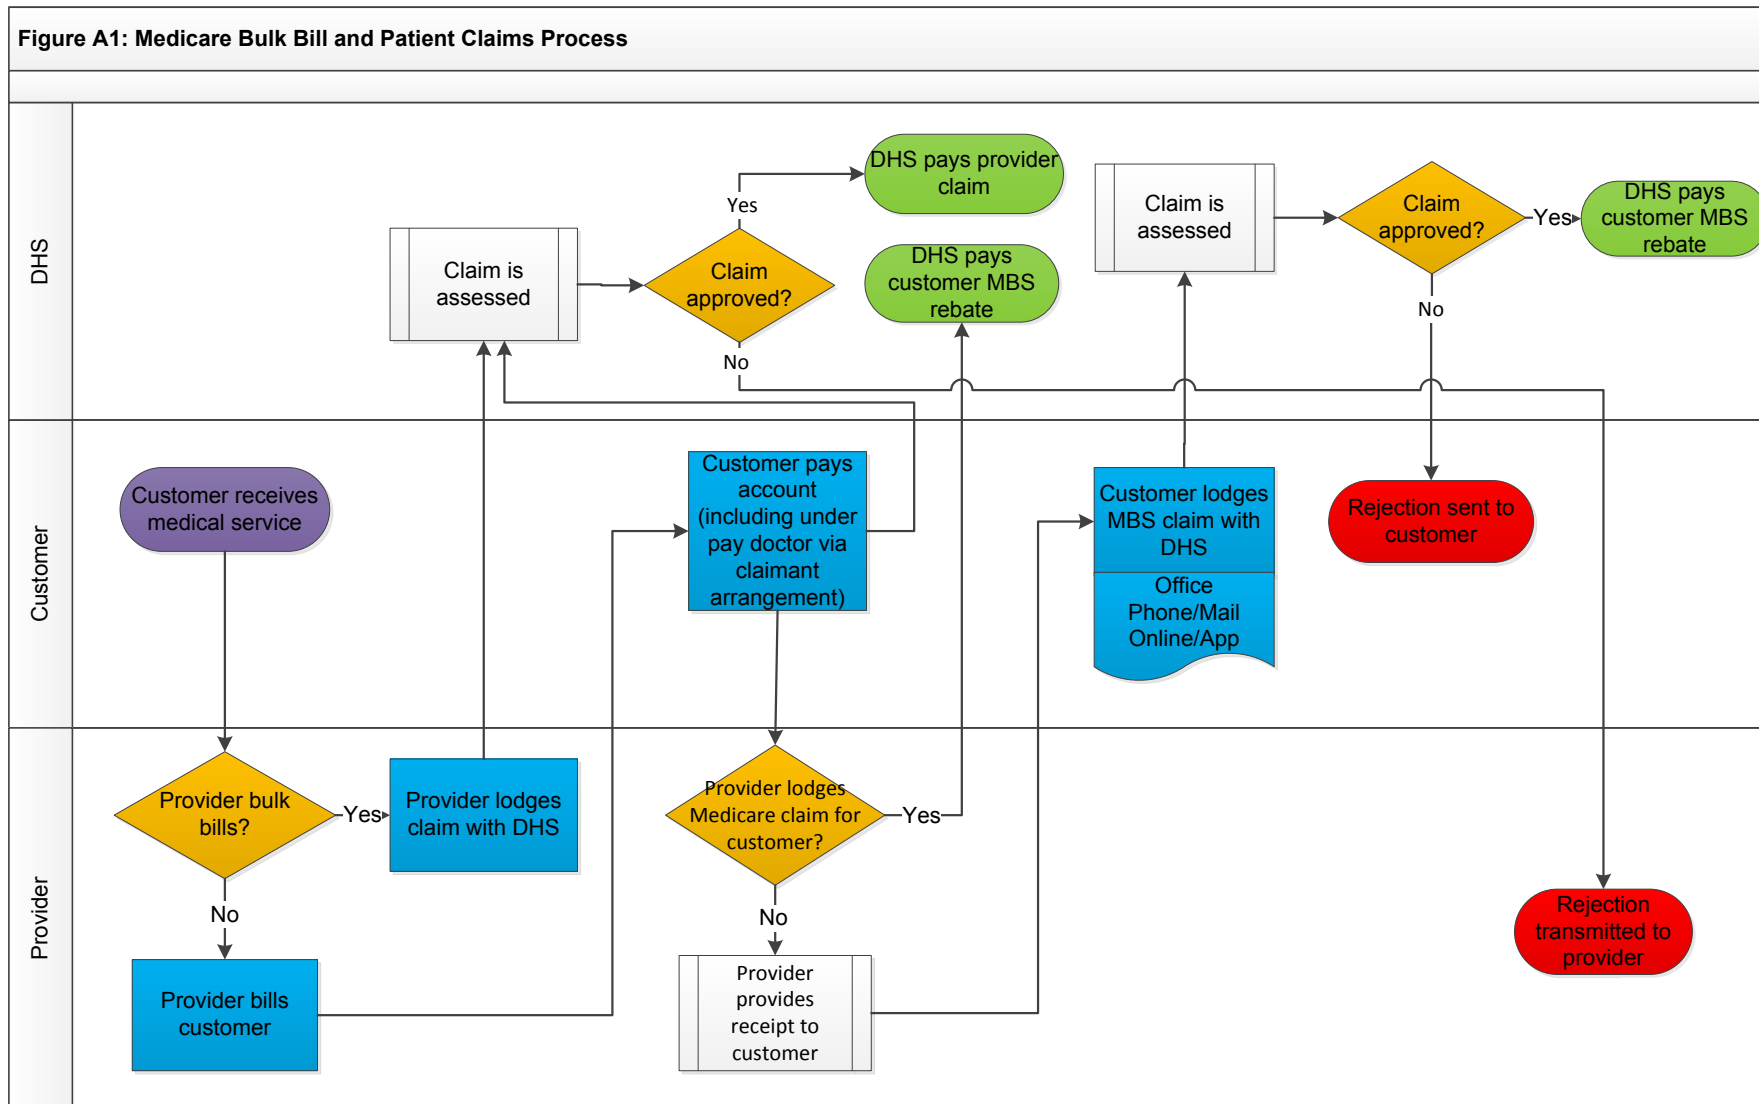 Figure A1: Medicare Bulk Bill and Patient Claims Process
DHS
Claim is
assessed
Claim
approved?
Yes
No
DHS pays provider
claim
DHS pays
customer MBS
rebate
Claim is
assessed
Claim
approved?
Yes
No
DHS pays
customer MBS
rebate
Customer
Customer receives
medical service
Customer pays
account
(including under
pay doctor via
claimant
arrangement)
Customer lodges
MBS claim with
DHS
Office
Phone/Mail
Online/App
Rejection sent to
customer
Provider
Provider bulk
bills?
Yes
No
Provider lodges
claim with DHS
Provider bills
customer
Provider lodges
Medicare claim for
customer?
Yes
No
Provider
provides
receipt to
customer
Rejection
transmitted to
provider